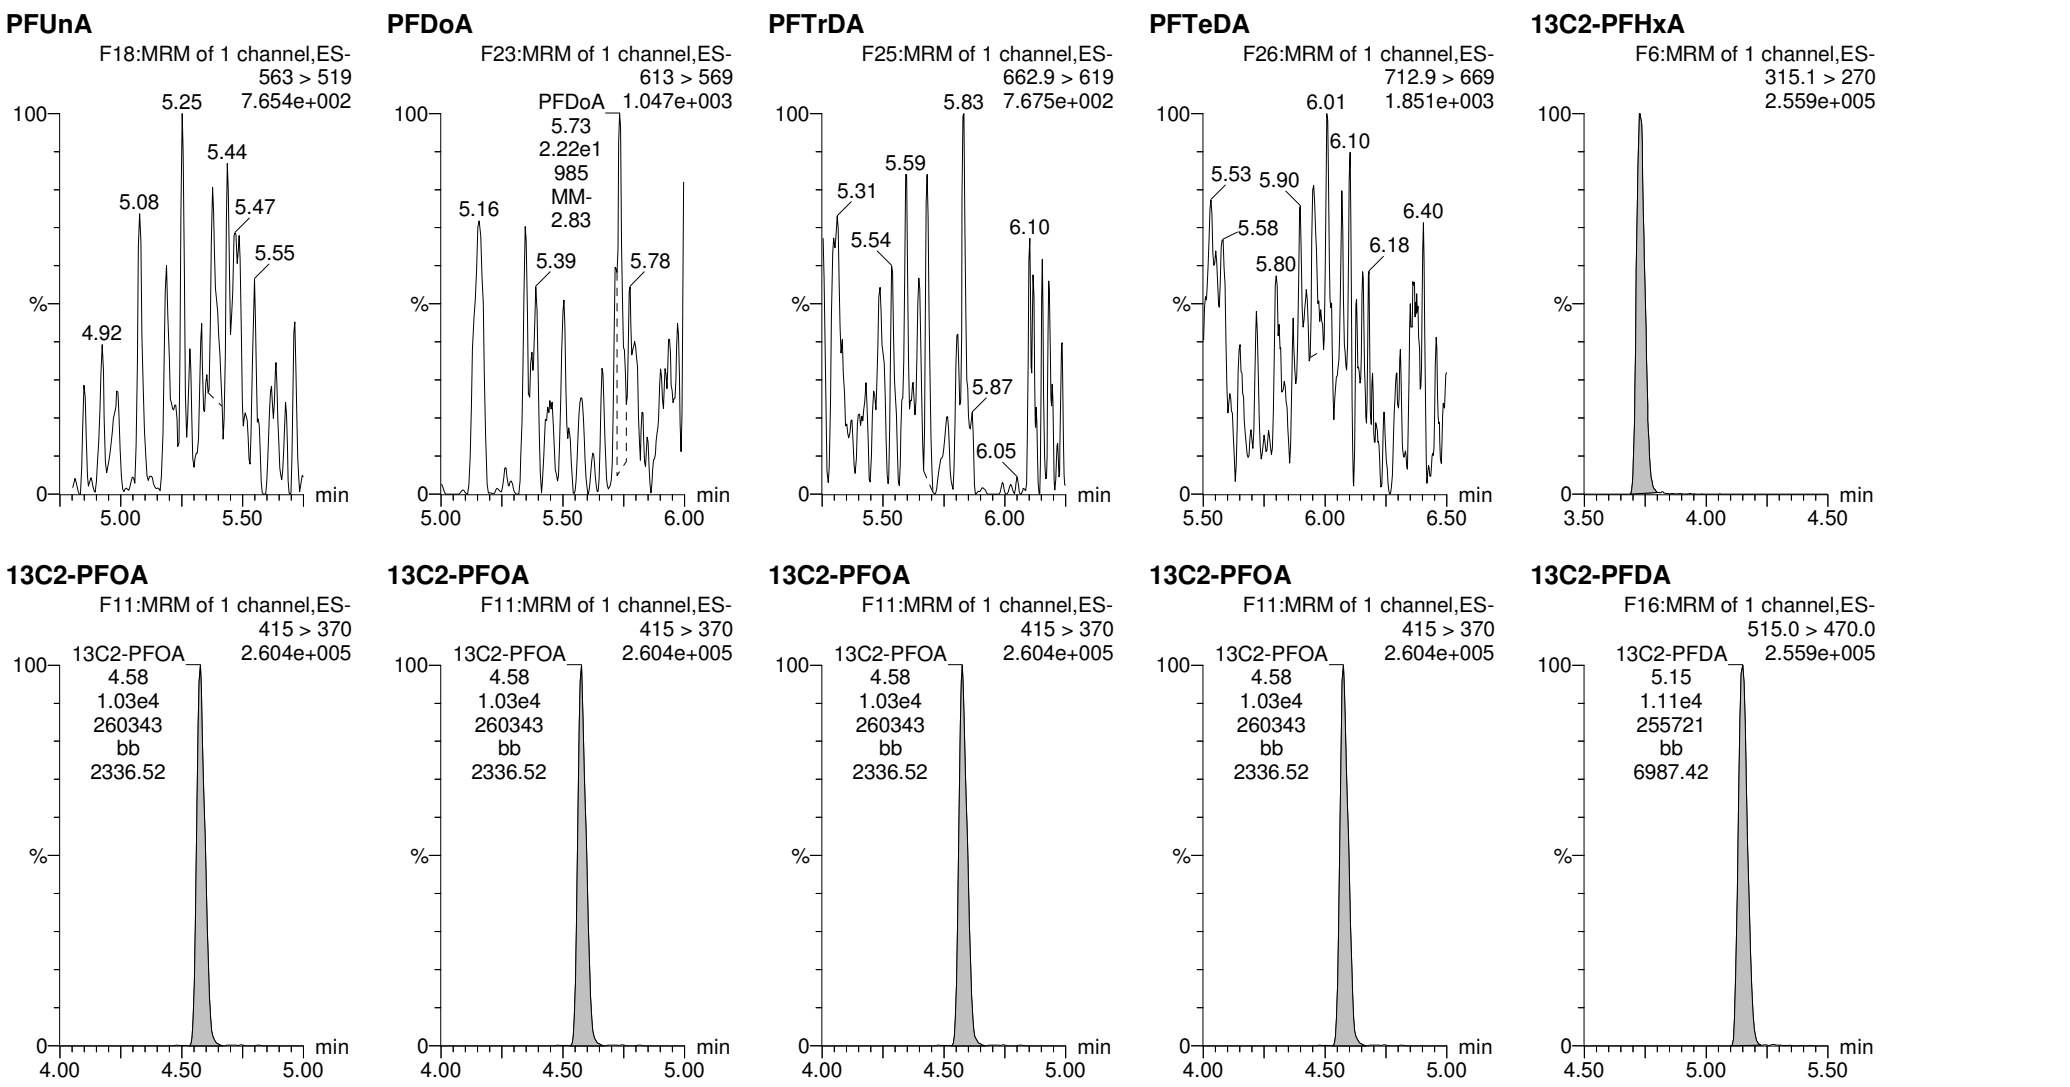 PFUnA
F18:MRM of 1 channel,ES-
563 > 519
7.654e+002
100
5.25
5.44
5.08
5.47
5.55
4.92
%
0
min
5.00
5.50
PFDoA
F23:MRM of 1 channel,ES-
613 > 569
1.047e+003
100
PFDoA
5.73
2.22e1
985
MM-
2.83
5.16
5.39
5.78
%
0
min
5.00
5.50
6.00
PFTrDA
F25:MRM of 1 channel,ES-
662.9 > 619
7.675e+002
100
5.83
5.59
5.31
5.54
6.10
5.87
6.05
%
0
min
5.50
6.00
PFTeDA
F26:MRM of 1 channel,ES-
712.9 > 669
1.851e+003
100
6.01
6.10
5.53
5.90
5.58
6.40
6.18
5.80
%
0
min
5.50
6.00
6.50
13C2-PFHxA
F6:MRM of 1 channel,ES-
315.1 > 270
2.559e+005
100
%
0
min
3.50
4.00
4.50
13C2-PFOA
F11:MRM of 1 channel,ES-
415 > 370
2.604e+005
100
13C2-PFOA
4.58
1.03e4
260343
bb
2336.52
%
0
min
4.00
4.50
5.00
13C2-PFOA
F11:MRM of 1 channel,ES-
415 > 370
2.604e+005
100
13C2-PFOA
4.58
1.03e4
260343
bb
2336.52
%
0
min
4.00
4.50
5.00
13C2-PFOA
F11:MRM of 1 channel,ES-
415 > 370
2.604e+005
100
13C2-PFOA
4.58
1.03e4
260343
bb
2336.52
%
0
min
4.00
4.50
5.00
13C2-PFOA
F11:MRM of 1 channel,ES-
415 > 370
2.604e+005
100
13C2-PFOA
4.58
1.03e4
260343
bb
2336.52
%
0
min
4.00
4.50
5.00
13C2-PFDA
F16:MRM of 1 channel,ES-
515.0 > 470.0
2.559e+005
100
13C2-PFDA
5.15
1.11e4
255721
bb
6987.42
%
0
min
4.50
5.00
5.50